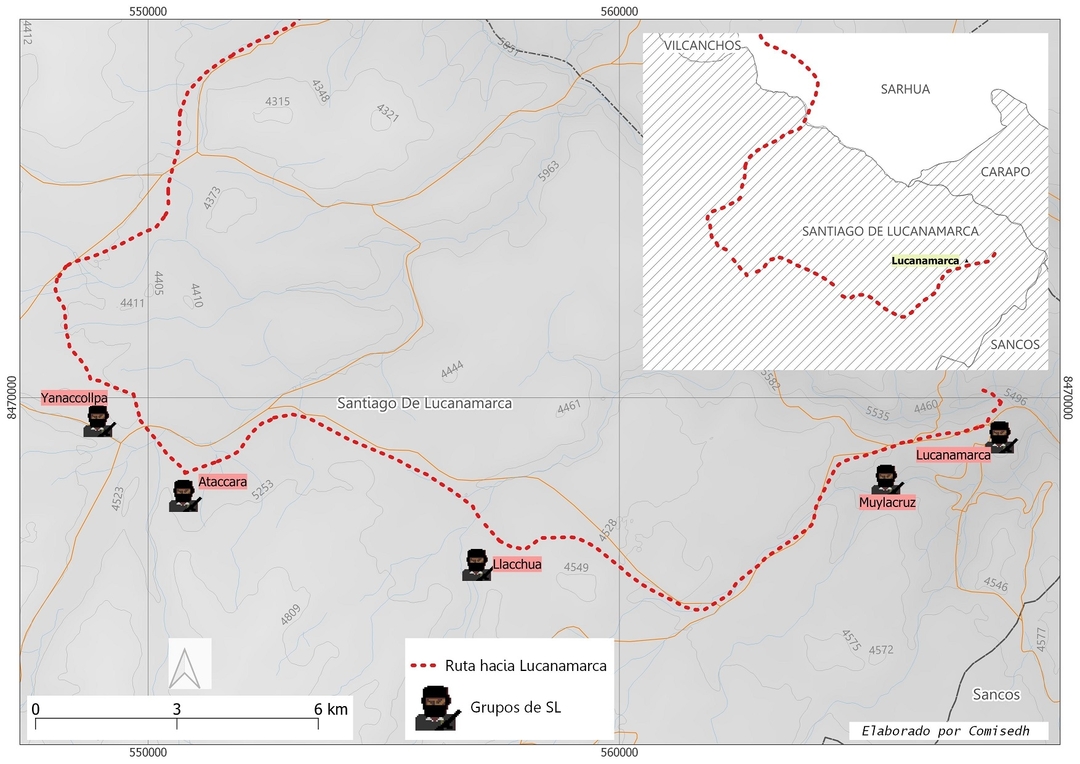 550000
560000
4412
5851
VILCANCHOS
SARHUA
4348
4315
4321
5963
CARAPO
4373
SANTIAGO DE LUCANAMARCA
Lucanamarca
4405
4411
4410
SANCOS
4444
5582
8470000
8470000
Yanaccollpa
Santiago De Lucanamarca
4461
5535
4460
5496
Lucanamarca
Ataccara
5253
4523
Muylacruz
4528
Llacchua
4549
4546
4809
4575
4572
4577
Ruta hacia Lucanamarca
Grupos de SL
Sancos
0 3 6 km
Elaborado por Comisedh
550000
560000